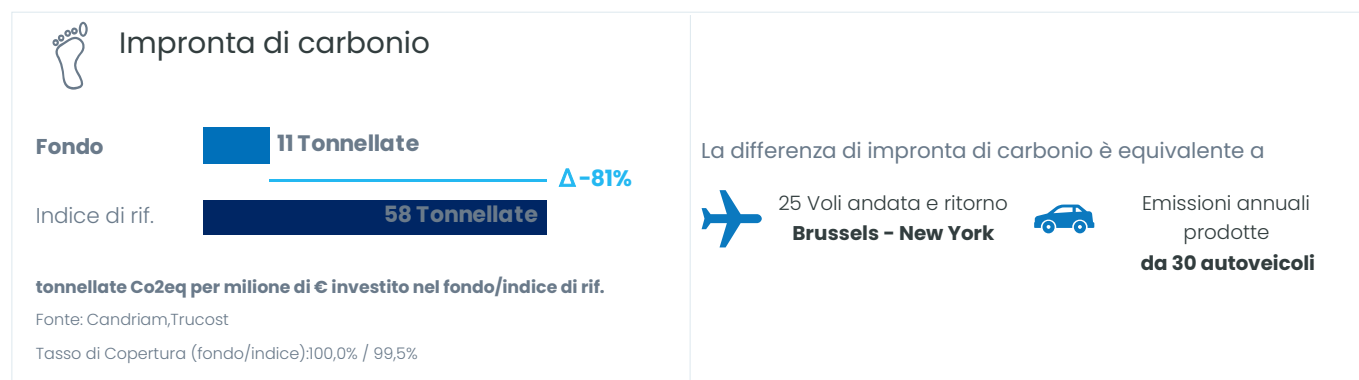 Impronta di carbonio
Fondo
11 Tonnellate
Δ-81%
Indice di rif.
58 Tonnellate
tonnellate Co2eq per milione di € investito nel fondo/indice di rif.
Fonte: Candriam,Trucost
Tasso di Copertura (fondo/indice):100,0% / 99,5%
La differenza di impronta di carbonio è equivalente a
25 Voli andata e ritorno
Brussels - New York
Emissioni annuali
prodotte
da 30 autoveicoli